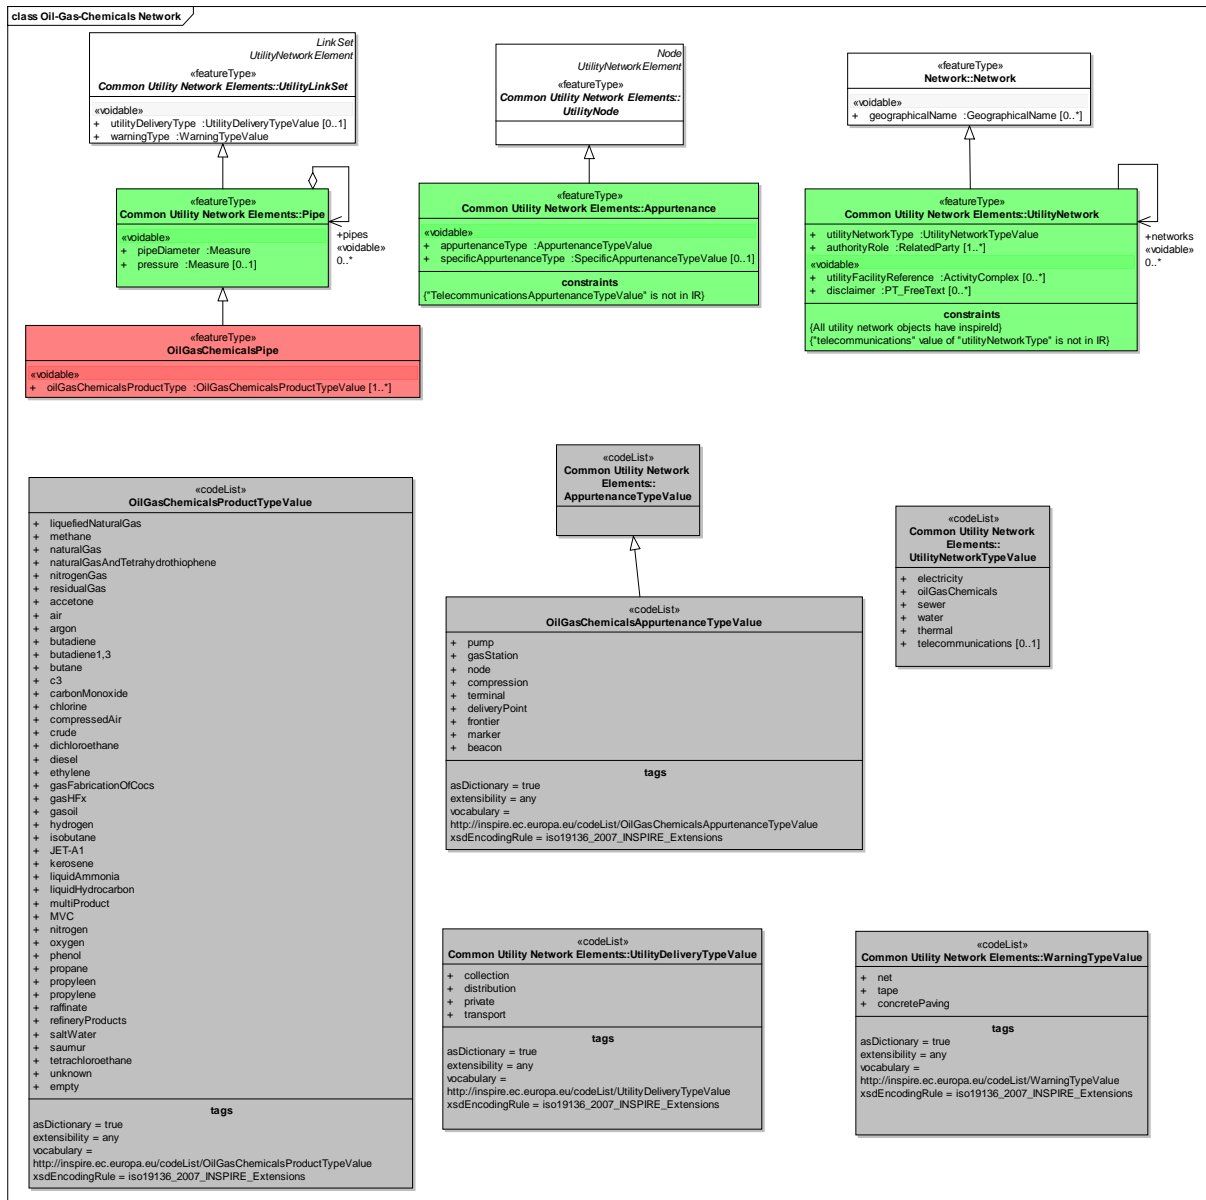 class Oil-Gas-Chemicals Network
LinkSet
UtilityNetworkElement
«featureType»
Common Utility Network Elements::UtilityLinkSet
«voidable»
+ utilityDeliveryType :UtilityDeliveryTypeValue [0..1]
+ warningType :WarningTypeValue
Node
UtilityNetworkElement
«featureType»
Common Utility Network Elements::
UtilityNode
«featureType»
Network::Network
«voidable»
+ geographicalName :GeographicalName [0..*]
«featureType»
Common Utility Network Elements::Pipe
«voidable»
+ pipeDiameter :Measure
+ pressure :Measure [0..1]
+pipes
«voidable»
0..*
«featureType»
Common Utility Network Elements::Appurtenance
«voidable»
+ appurtenanceType :AppurtenanceTypeValue
+ specificAppurtenanceType :SpecificAppurtenanceTypeValue [0..1]
constraints
{"TelecommunicationsAppurtenanceTypeValue" is not in IR}
«featureType»
Common Utility Network Elements::UtilityNetwork
+ utilityNetworkType :UtilityNetworkTypeValue
+ authorityRole :RelatedParty [1..*]
«voidable»
+ utilityFacilityReference :ActivityComplex [0..*]
+ disclaimer :PT_FreeText [0..*]
constraints
{All utility network objects have inspireId}
{"telecommunications" value of "utilityNetworkType" is not in IR}
+networks
«voidable»
0..*
«featureType»
OilGasChemicalsPipe
«voidable»
+ oilGasChemicalsProductType :OilGasChemicalsProductTypeValue [1..*]
«codeList»
OilGasChemicalsProductTypeValue
+ liquefiedNaturalGas
+ methane
+ naturalGas
+ naturalGasAndTetrahydrothiophene
+ nitrogenGas
+ residualGas
+ accetone
+ air
+ argon
+ butadiene
+ butadiene1,3
+ butane
+ c3
+ carbonMonoxide
+ chlorine
+ compressedAir
+ crude
+ dichloroethane
+ diesel
+ ethylene
+ gasFabricationOfCocs
+ gasHFx
+ gasoil
+ hydrogen
+ isobutane
+ JET-A1
+ kerosene
+ liquidAmmonia
+ liquidHydrocarbon
+ multiProduct
+ MVC
+ nitrogen
+ oxygen
+ phenol
+ propane
+ propyleen
+ propylene
+ raffinate
+ refineryProducts
+ saltWater
+ saumur
+ tetrachloroethane
+ unknown
+ empty
tags
asDictionary = true
extensibility = any
vocabulary =
http://inspire.ec.europa.eu/codeList/OilGasChemicalsProductTypeValue
xsdEncodingRule = iso19136_2007_INSPIRE_Extensions
«codeList»
Common Utility Network
Elements::
AppurtenanceTypeValue
«codeList»
OilGasChemicalsAppurtenanceTypeValue
+ pump
+ gasStation
+ node
+ compression
+ terminal
+ deliveryPoint
+ frontier
+ marker
+ beacon
tags
asDictionary = true
extensibility = any
vocabulary =
http://inspire.ec.europa.eu/codeList/OilGasChemicalsAppurtenanceTypeValue
xsdEncodingRule = iso19136_2007_INSPIRE_Extensions
«codeList»
Common Utility Network
Elements::
UtilityNetworkTypeValue
+ electricity
+ oilGasChemicals
+ sewer
+ water
+ thermal
+ telecommunications [0..1]
«codeList»
Common Utility Network Elements::UtilityDeliveryTypeValue
+ collection
+ distribution
+ private
+ transport
tags
asDictionary = true
extensibility = any
vocabulary =
http://inspire.ec.europa.eu/codeList/UtilityDeliveryTypeValue
xsdEncodingRule = iso19136_2007_INSPIRE_Extensions
«codeList»
Common Utility Network Elements::WarningTypeValue
+ net
+ tape
+ concretePaving
tags
asDictionary = true
extensibility = any
vocabulary =
http://inspire.ec.europa.eu/codeList/WarningTypeValue
xsdEncodingRule = iso19136_2007_INSPIRE_Extensions